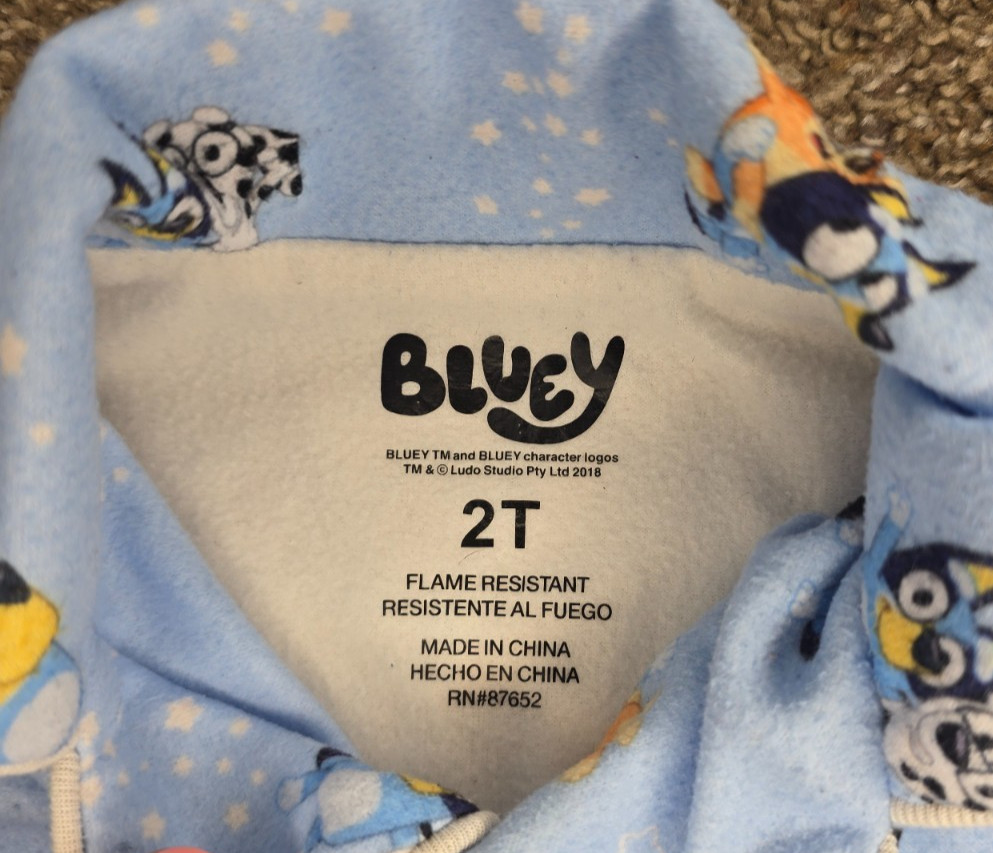 BLUEY
BLUEY TM and BLUEY character logos
TM & © Ludo Studio Pty Ltd 2018
2T
FLAME RESISTANT
RESISTENTE AL FUEGO
MADE IN CHINA
HECHO EN CHINA
RN#87652